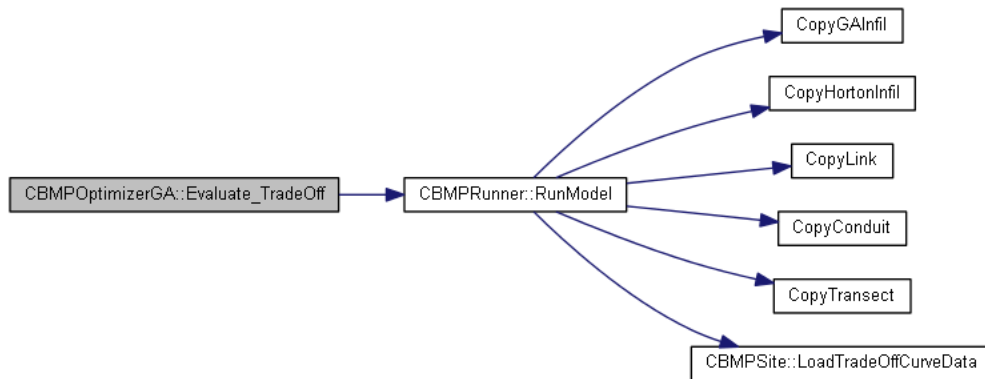 CopyGAInfil
CopyHortonInfil
CopyLink
CBMPOptimizerGA::Evaluate_TradeOff
CBMPRunner::RunModel
CopyConduit
CopyTransect
CBMPSite::LoadTradeOffCurveData